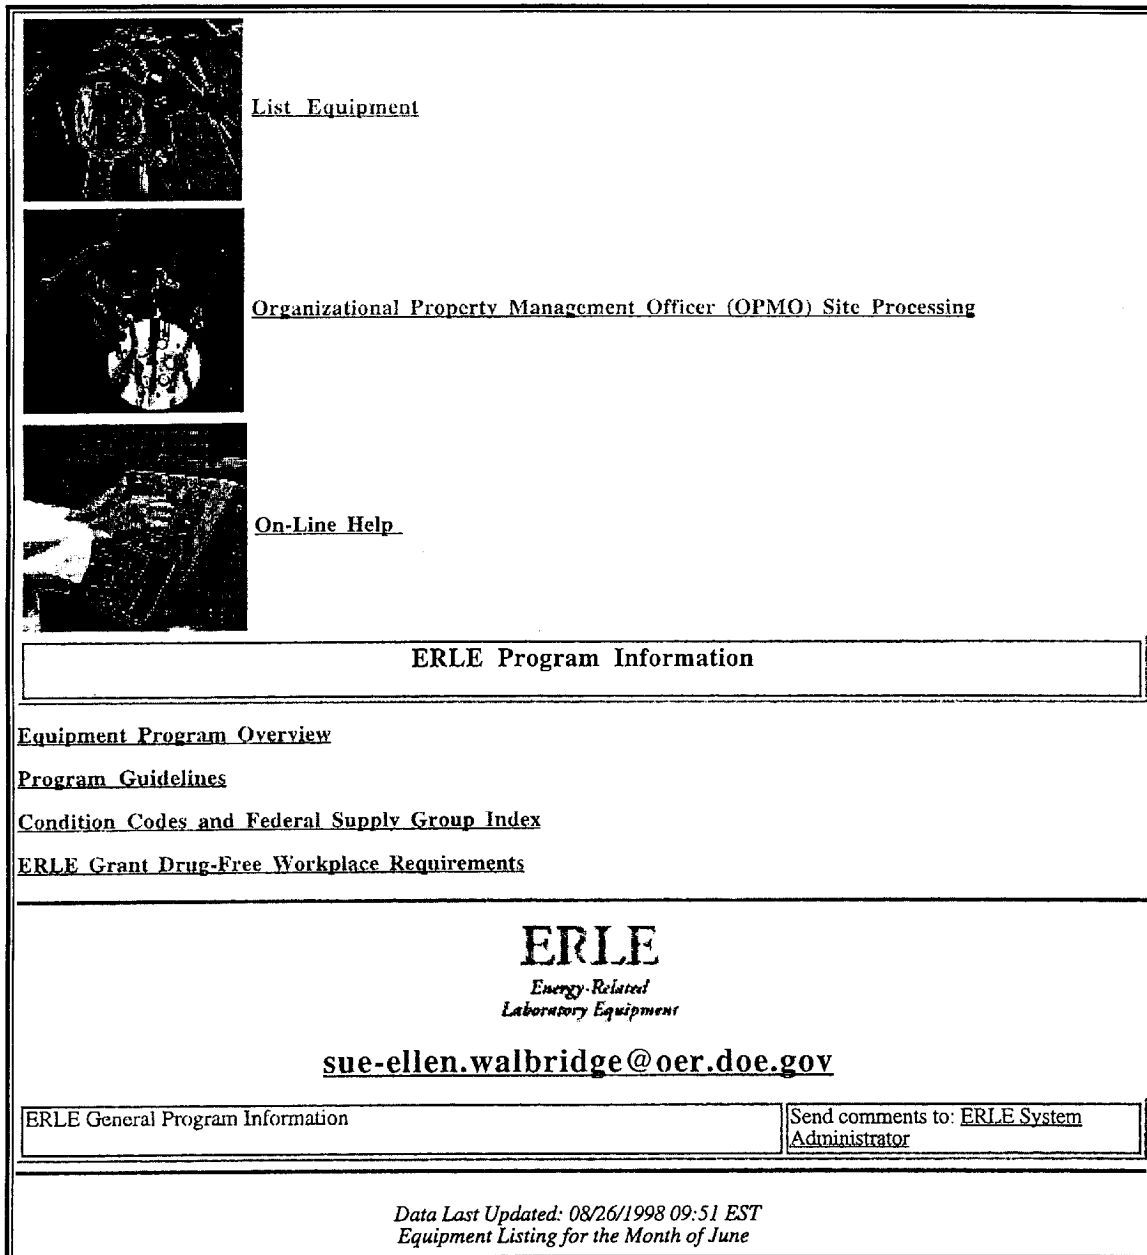 List Equipment
Organizational Property Management Officer (OPMO) Site Processing
On-Line Help
ERLE Program Information
Equipment Program Overview
Program Guidelines
Condition Codes and Federal Supply Group Index
ERLE Grant Drug-Free Workplace Requirements
ERLE
Energy-Related
Laboratory Equipment
sue-ellen.walbridge@oer.doe.gov
ERLE General Program Information
Send comments to: ERLE System
Administrator
Data Last Updated: 08/26/1998 09:51 EST
Equipment Listing for the Month of June